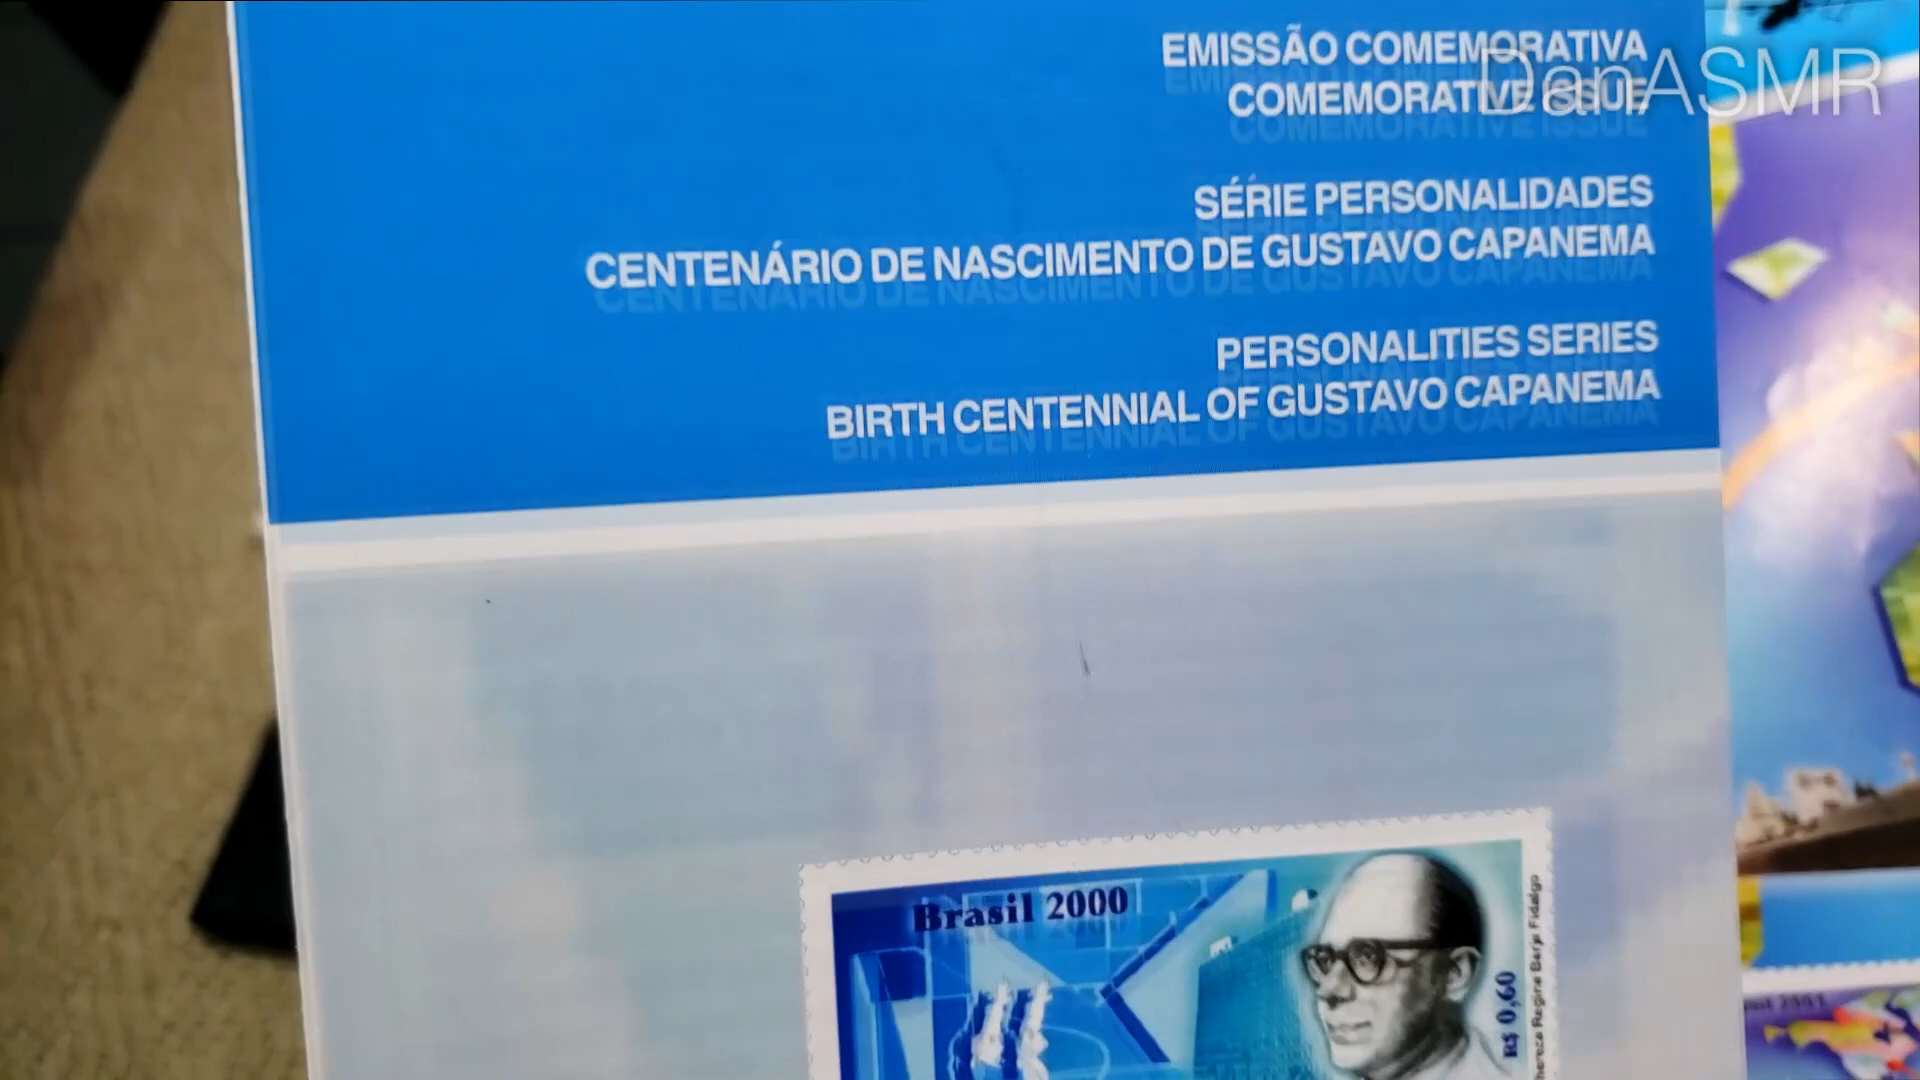 EMISSÃO COMEMORATIVA
COMEMORATIVE ISSUE
DanASMR
SÉRIE PERSONALIDADES
CENTENÁRIO DE NASCIMENTO DE GUSTAVO CAPANEMA
PERSONALITIES SERIES
BIRTH CENTENNIAL OF GUSTAVO CAPANEMA
Brasil 2000
R$ 0,60
Fidalgo